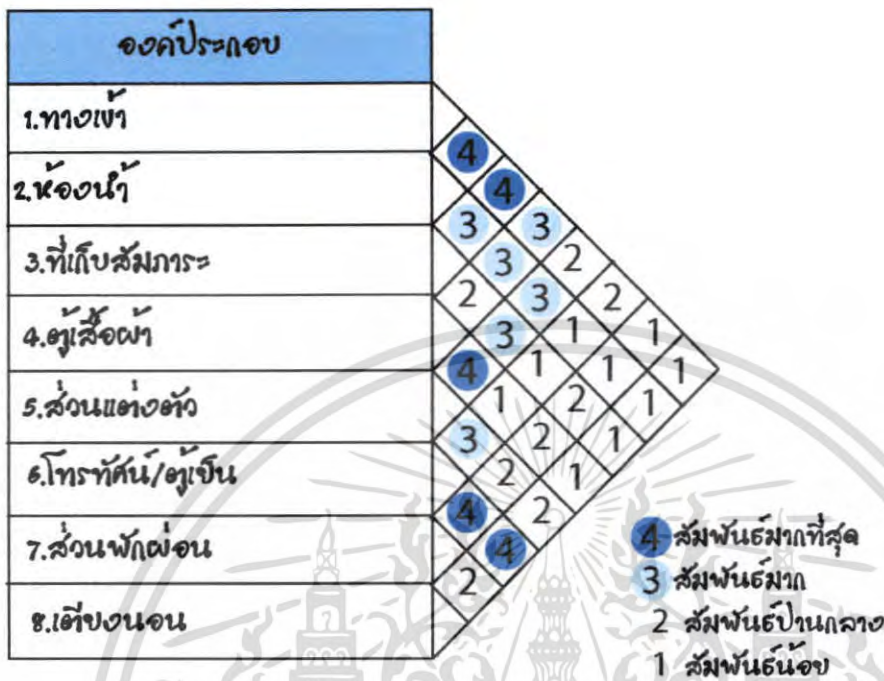 องค์ประกอบ
1.ทางเข้า
2.ห้องน้ำ
3.ที่เก็บสัมภาระ
4.ตู้เสื้อผ้า
5.ส่วนแต่งตัว
6.โทรทัศน์/ตู้เย็น
7.ส่วนพักผ่อน
8.เตียงนอน
4
4
3 3
3 2
2 3 2
3 1 1
4 1 1 1
1 2 1
3 2 1
2 1
4 2
4
2
4 สัมพันธ์มากที่สุด
3 สัมพันธ์มาก
2 สัมพันธ์ปานกลาง
1 สัมพันธ์น้อย